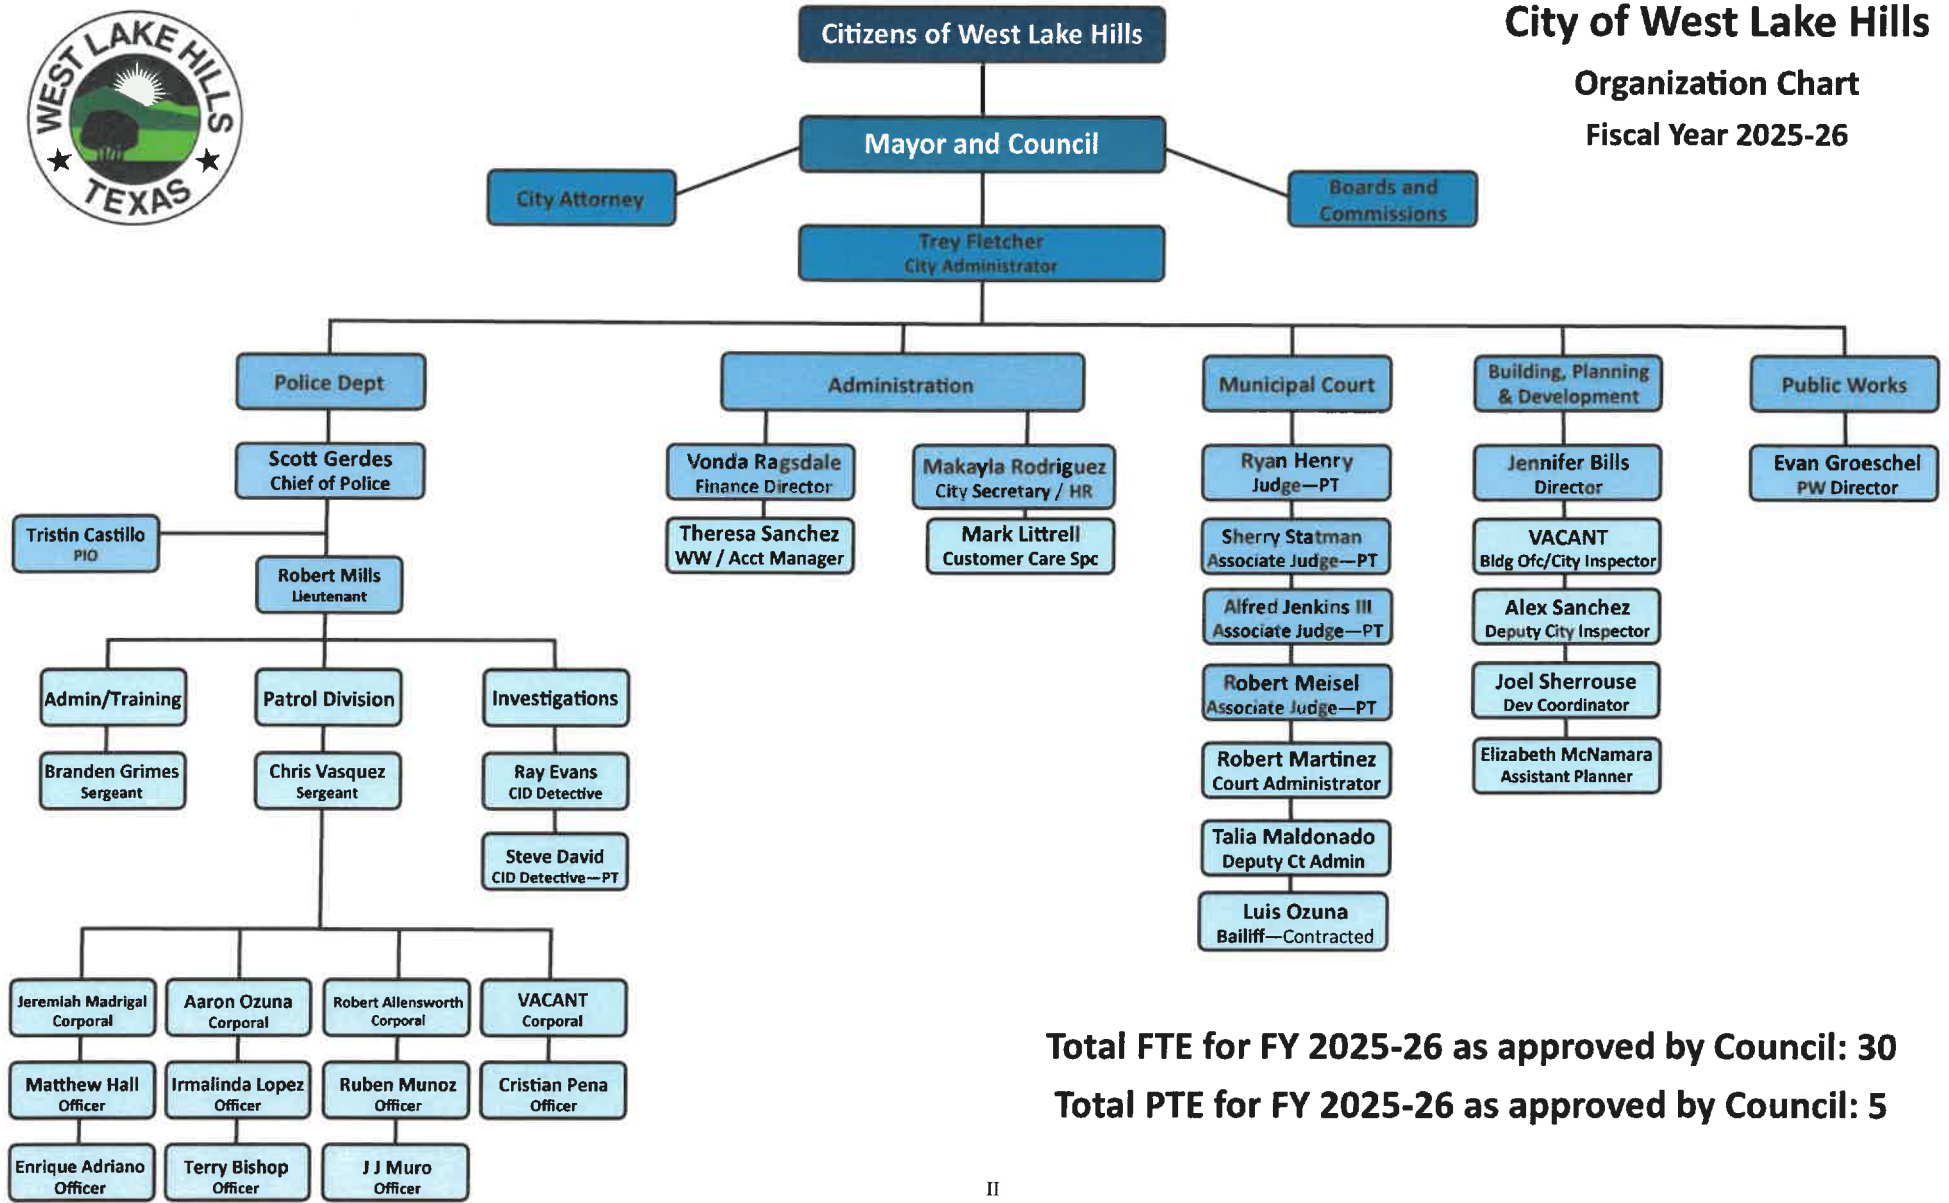 WEST LAKE HILLS
TEXAS
City of West Lake Hills
Organization Chart
Fiscal Year 2025-26
Citizens of West Lake Hills
Mayor and Council
City Attorney
Boards and
Commissions
Trey Fletcher
City Administrator
Police Dept
Administration
Municipal Court
Building, Planning
& Development
Public Works
Scott Gerdes
Chief of Police
Tristin Castillo
PIO
Robert Mills
Lieutenant
Admin/Training
Patrol Division
Investigations
Branden Grimes
Sergeant
Chris Vasquez
Sergeant
Ray Evans
CID Detective
Steve David
CID Detective—PT
Jeremiah Madrigal
Corporal
Aaron Ozuna
Corporal
Robert Allensworth
Corporal
VACANT
Corporal
Matthew Hall
Officer
Irmalinda Lopez
Officer
Ruben Munoz
Officer
Cristian Pena
Officer
Enrique Adriano
Officer
Terry Bishop
Officer
J J Muro
Officer
Vonda Ragsdale
Finance Director
Theresa Sanchez
WW / Acct Manager
Makayla Rodriguez
City Secretary / HR
Mark Littrell
Customer Care Spc
Ryan Henry
Judge—PT
Sherry Statman
Associate Judge—PT
Alfred Jenkins III
Associate Judge—PT
Robert Meisel
Associate Judge—PT
Robert Martinez
Court Administrator
Talia Maldonado
Deputy Ct Admin
Luis Ozuna
Bailiff—Contracted
Jennifer Bills
Director
VACANT
Bldg Ofc/City Inspector
Alex Sanchez
Deputy City Inspector
Joel Sherrouse
Dev Coordinator
Elizabeth McNamara
Assistant Planner
Evan Groeschel
PW Director
Total FTE for FY 2025-26 as approved by Council: 30
Total PTE for FY 2025-26 as approved by Council: 5
II